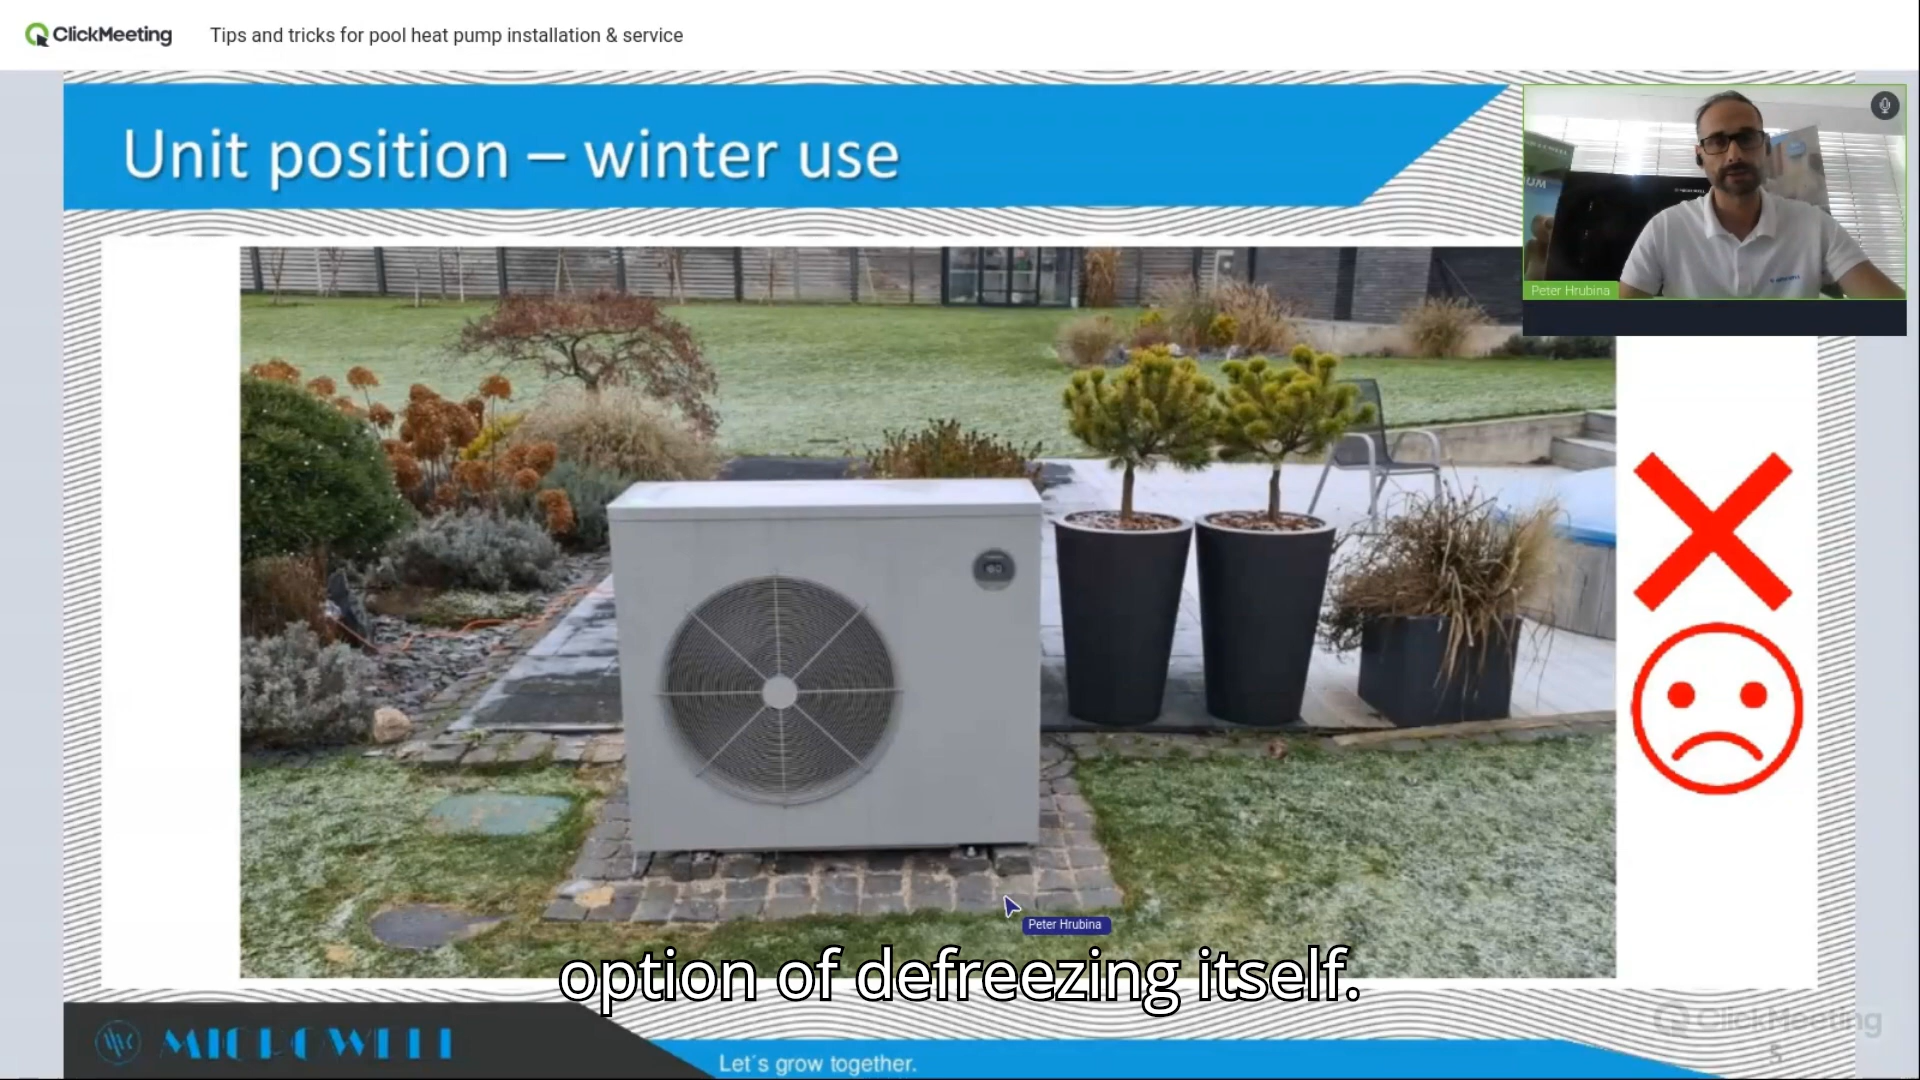 ClickMeeting
Tips and tricks for pool heat pump installation & service
Unit position – winter use
Peter Hrubina
Peter Hrubina
option of defreezing itself.
MICROWELL
Let´s grow together.
ClickMeeting
5